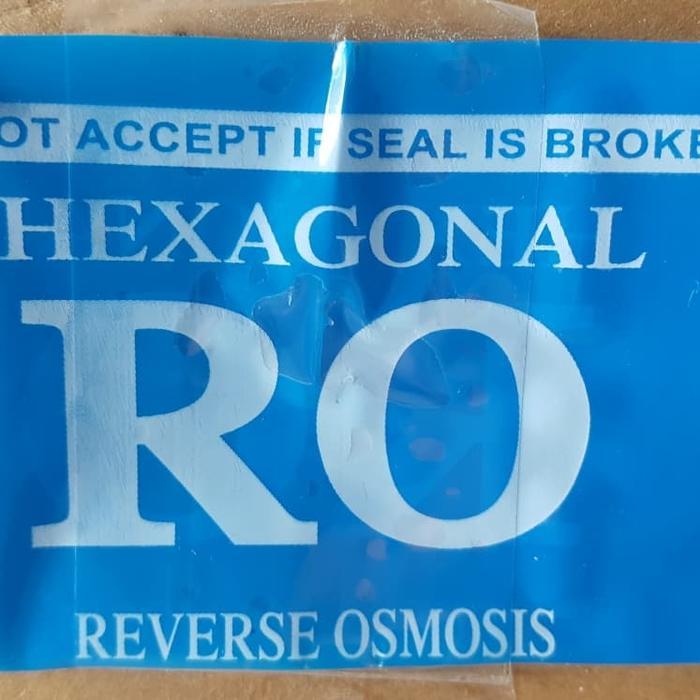 OT ACCEPT IF SEAL IS BROKE
HEXAGONAL
RO
REVERSE OSMOSIS